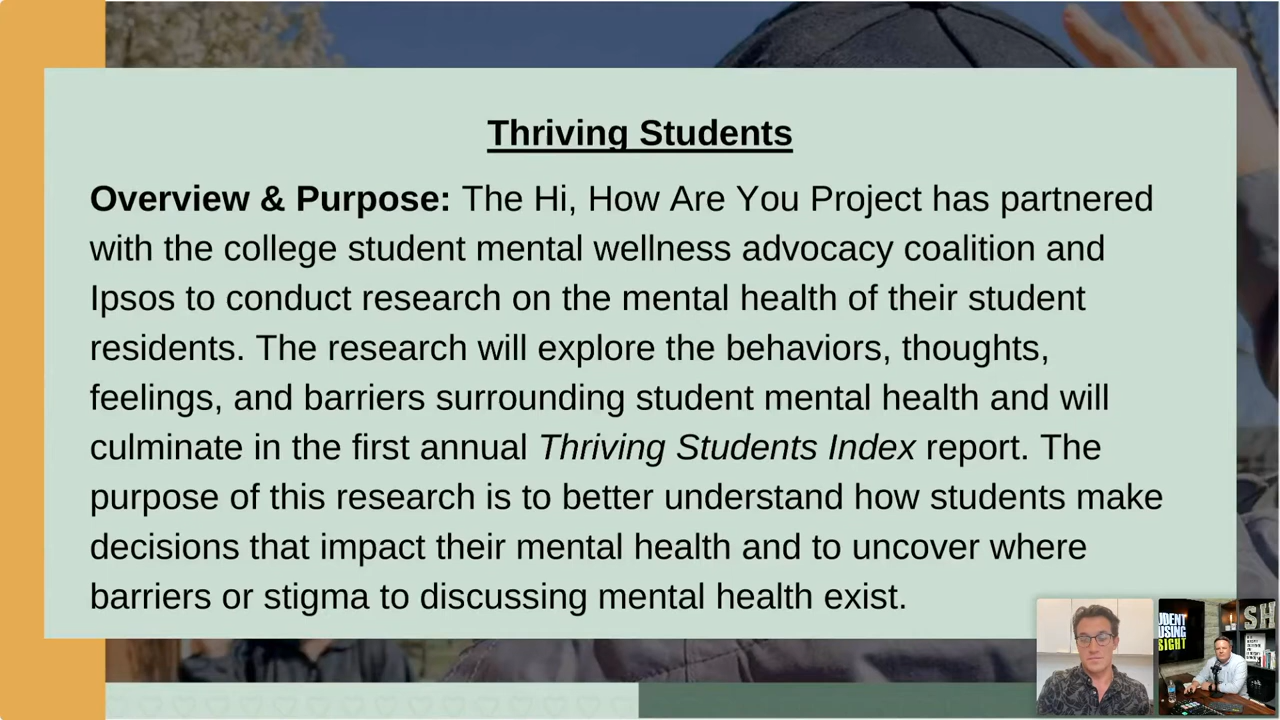 Thriving Students
Overview & Purpose: The Hi, How Are You Project has partnered
with the college student mental wellness advocacy coalition and
Ipsos to conduct research on the mental health of their student
residents. The research will explore the behaviors, thoughts,
feelings, and barriers surrounding student mental health and will
culminate in the first annual Thriving Students Index report. The
purpose of this research is to better understand how students make
decisions that impact their mental health and to uncover where
barriers or stigma to discussing mental health exist.
UDENT
USING
SIGHT
SH